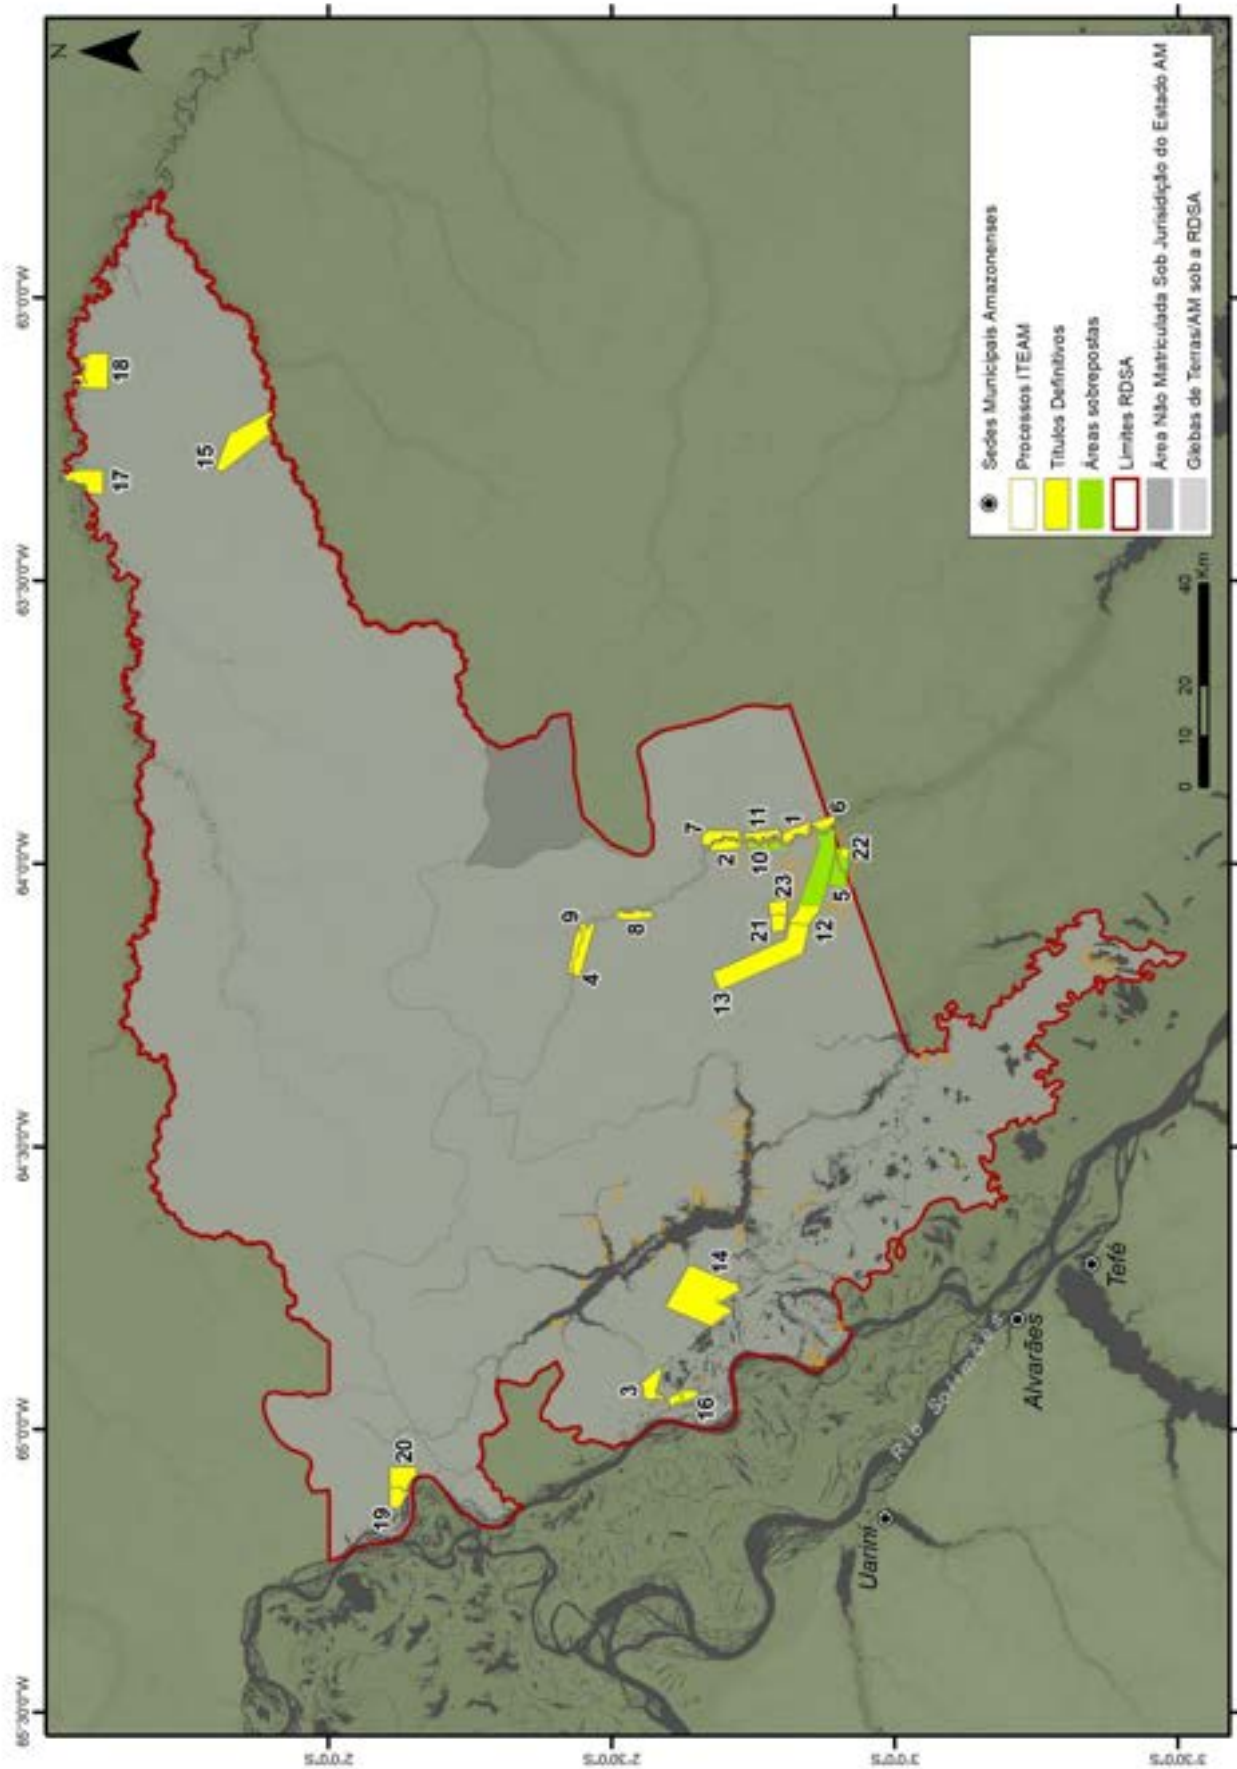 65°30'0"W
65°0'0"W
64°30'0"W
64°0'0"W
63°30'0"W
63°0'0"W
N
2°0'0"S
2°30'0"S
3°0'0"S
3°30'0"S
17
18
15
19
20
9
4
8
7
2
11
10
1
6
23
21
22
5
12
13
14
3
16
Rio Solimões
Uarini
Alvarães
Tefé
0 10 20 40
Km
Sedes Municipais Amazonenses
Processos ITEAM
Titulos Definitivos
Áreas sobrepostas
Limites RDSA
Área Não Matriculada Sob Jurisidição do Estado AM
Glebas de Terras/AM sob a RDSA